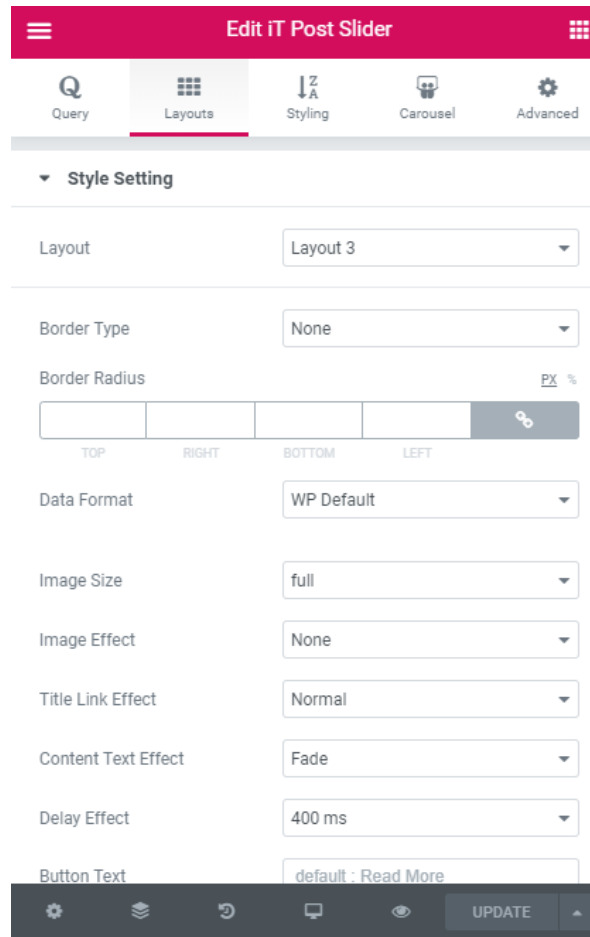 Edit iT Post Slider
Query
Layouts
Styling
Carousel
Advanced
Style Setting
Layout
Layout 3
Border Type
None
Border Radius
PX %
TOP RIGHT BOTTOM LEFT
Data Format
WP Default
Image Size
full
Image Effect
None
Title Link Effect
Normal
Content Text Effect
Fade
Delay Effect
400 ms
Button Text
default : Read More
UPDATE